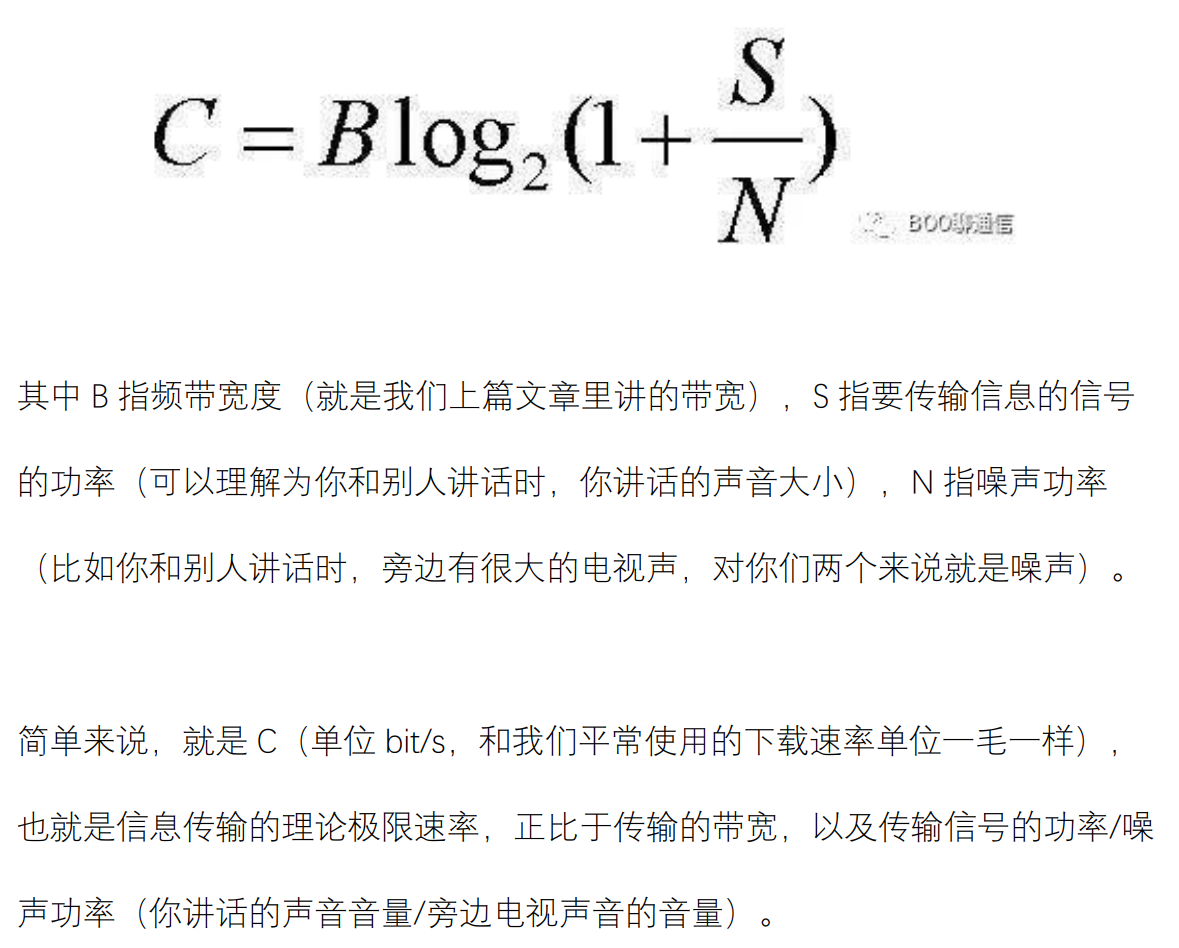 C = B log₂(1 + S/N)
BOO聊通信
其中 B 指频带宽度（就是我们上篇文章里讲的带宽），S 指要传输信息的信号
的功率（可以理解为你和别人讲话时，你讲话的声音大小），N 指噪声功率
（比如你和别人讲话时，旁边有很大的电视声，对你们两个来说就是噪声）。
简单来说，就是 C（单位 bit/s，和我们平常使用的下载速率单位一毛一样），
也就是信息传输的理论极限速率，正比于传输的带宽，以及传输信号的功率/噪
声功率（你讲话的声音音量/旁边电视声音的音量）。